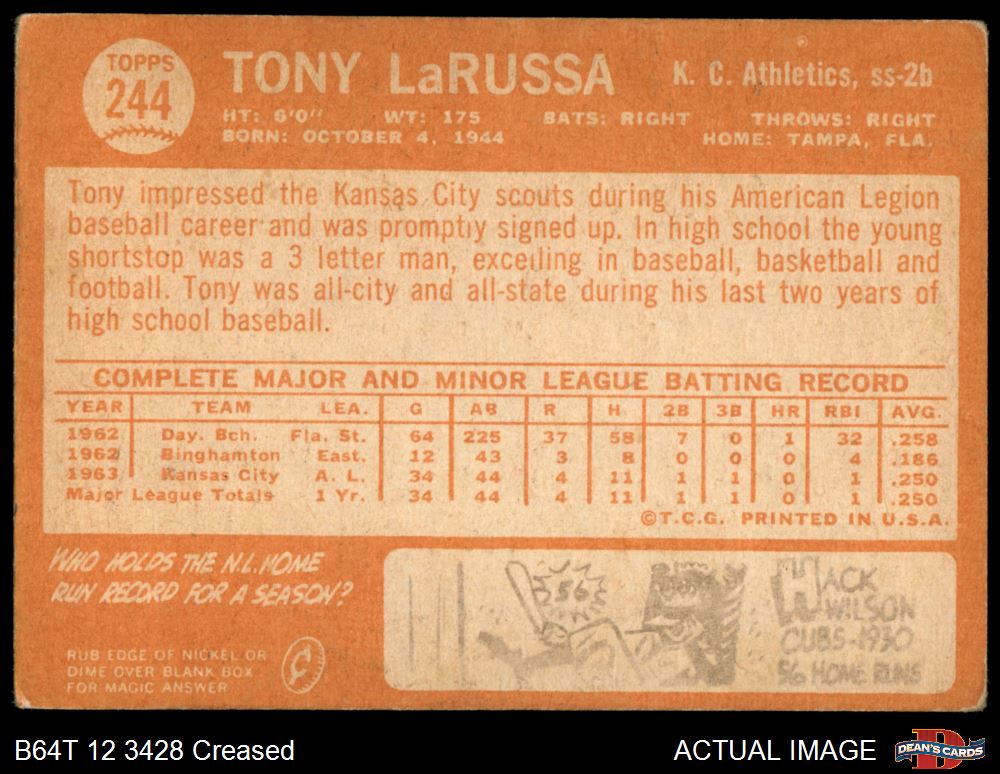 TOPPS
244
TONY LaRUSSA
K. C. Athletics, ss-2b
HT: 6'0" WT: 175 BATS: RIGHT THROWS: RIGHT
BORN: OCTOBER 4, 1944 HOME: TAMPA, FLA.
Tony impressed the Kansas City scouts during his American Legion
baseball career and was promptly signed up. In high school the young
shortstop was a 3 letter man, excelling in baseball, basketball and
football. Tony was all-city and all-state during his last two years of
high school baseball.
COMPLETE MAJOR AND MINOR LEAGUE BATTING RECORD
YEAR TEAM LEA. G AB R H 2B 3B HR RBI AVG.
1962 Day. Bch. Fla. St. 64 225 37 58 7 0 1 32 .258
1962 Binghamton East. 12 43 3 8 0 0 0 4 .186
1963 Kansas City A. L. 34 44 4 11 1 1 0 1 .250
Major League Totals 1 Yr. 34 44 4 11 1 1 0 1 .250
©T.C.G. PRINTED IN U.S.A.
WHO HOLDS THE N.L. HOME
RUN RECORD FOR A SEASON?
RUB EDGE OF NICKEL OR
DIME OVER BLANK BOX
FOR MAGIC ANSWER
56
HACK
WILSON
CUBS-1930
56 HOME RUNS
B64T 12 3428 Creased
ACTUAL IMAGE
D
DEAN'S CARDS